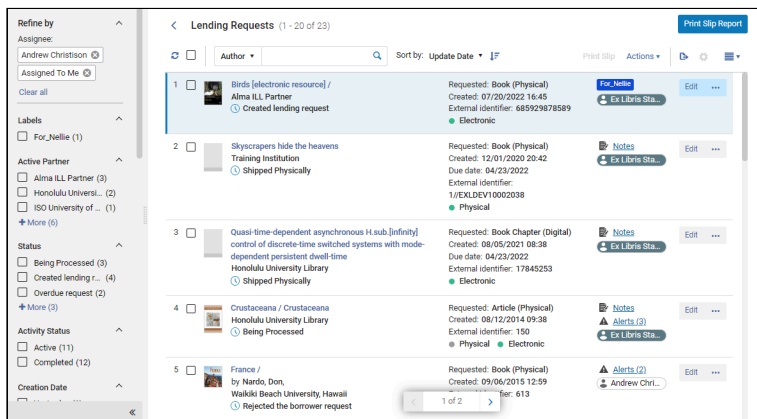 Refine by
Assignee:
Andrew Christison
Assigned To Me
Clear all
Labels
For_Nellie (1)
Active Partner
Alma ILL Partner (3)
Honolulu Universi... (2)
ISO University of ... (1)
+ More (6)
Status
Being Processed (3)
Created lending r... (4)
Overdue request (2)
+ More (3)
Activity Status
Active (11)
Completed (12)
Creation Date
Lending Requests (1 - 20 of 23)
Print Slip Report
Author
Sort by: Update Date
Print Slip Actions
1
Birds [electronic resource] /
Alma ILL Partner
Created lending request
Requested: Book (Physical)
Created: 07/20/2022 16:45
External identifier: 685929878589
Electronic
For_Nellie
Ex Libris Sta...
Edit
2
Skyscrapers hide the heavens
Training Institution
Shipped Physically
Requested: Book (Physical)
Created: 12/01/2020 20:42
Due date: 04/23/2022
External identifier:
1//EXLDEV10002038
Physical
Notes
Ex Libris Sta...
Edit
3
Quasi-time-dependent asynchronous H.sub.[infinity]
control of discrete-time switched systems with mode-
dependent persistent dwell-time
Honolulu University Library
Shipped Physically
Requested: Book Chapter (Digital)
Created: 08/05/2021 08:38
Due date: 04/23/2022
External identifier: 17845253
Electronic
Notes
Ex Libris Sta...
Edit
4
Crustaceana / Crustaceana
Honolulu University Library
Being Processed
Requested: Article (Physical)
Created: 08/12/2014 09:38
External identifier: 150
Physical Electronic
Notes
Alerts (3)
Ex Libris Sta...
Edit
5
France /
by Nardo, Don,
Waikiki Beach University, Hawaii
Rejected the borrower request
Requested: Book (Physical)
Created: 09/06/2015 12:59
613
Alerts (2)
Andrew Chri...
Edit
1 of 2